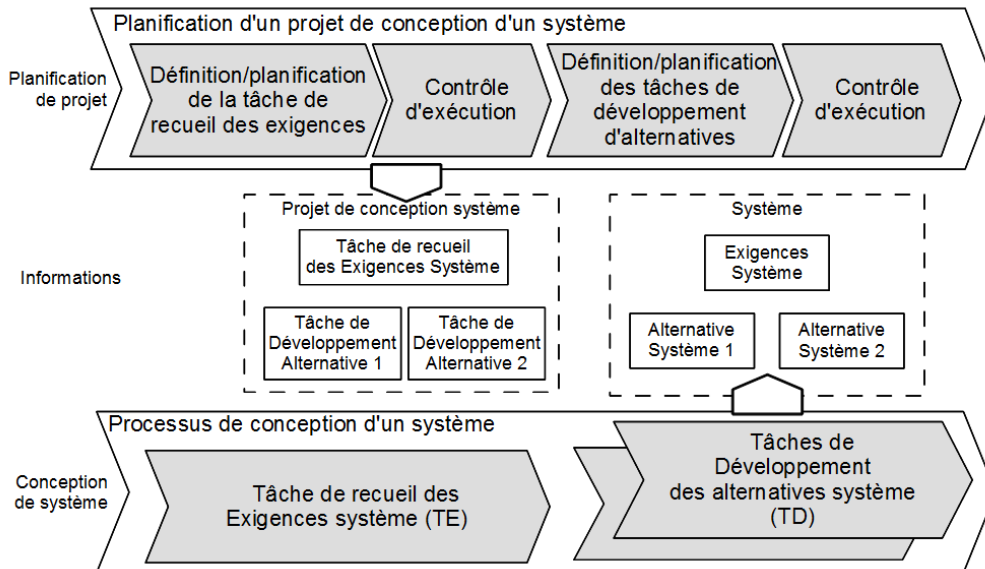 Planification d'un projet de conception d'un système
Planification
de projet
Définition/planification
de la tâche de
recueil des exigences
Contrôle
d'exécution
Définition/planification
des tâches de
développement
d'alternatives
Contrôle
d'exécution
Informations
Projet de conception système
Tâche de recueil
des Exigences Système
Tâche de
Développement
Alternative 1
Tâche de
Développement
Alternative 2
Système
Exigences
Système
Alternative
Système 1
Alternative
Système 2
Processus de conception d'un système
Conception
de système
Tâche de recueil des
Exigences système (TE)
Tâches de
Développement
des alternatives système
(TD)